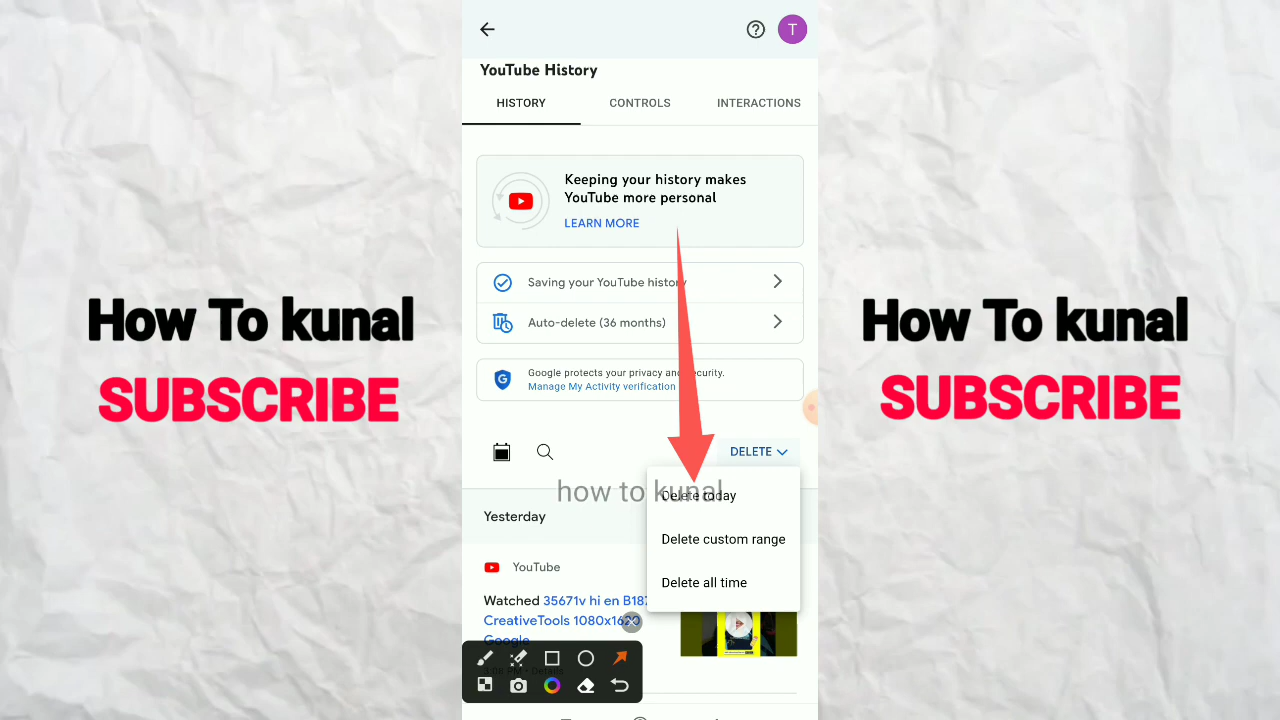 T
YouTube History
HISTORY CONTROLS INTERACTIONS
Keeping your history makes
YouTube more personal
LEARN MORE
Saving your YouTube history
Auto-delete (36 months)
Google protects your privacy and security.
Manage My Activity verification
How To kunal
SUBSCRIBE
How To kunal
SUBSCRIBE
DELETE
how to kunal
Delete today
Delete custom range
Delete all time
Yesterday
YouTube
Watched 35671v hi en
CreativeTools 1080x1620
Google